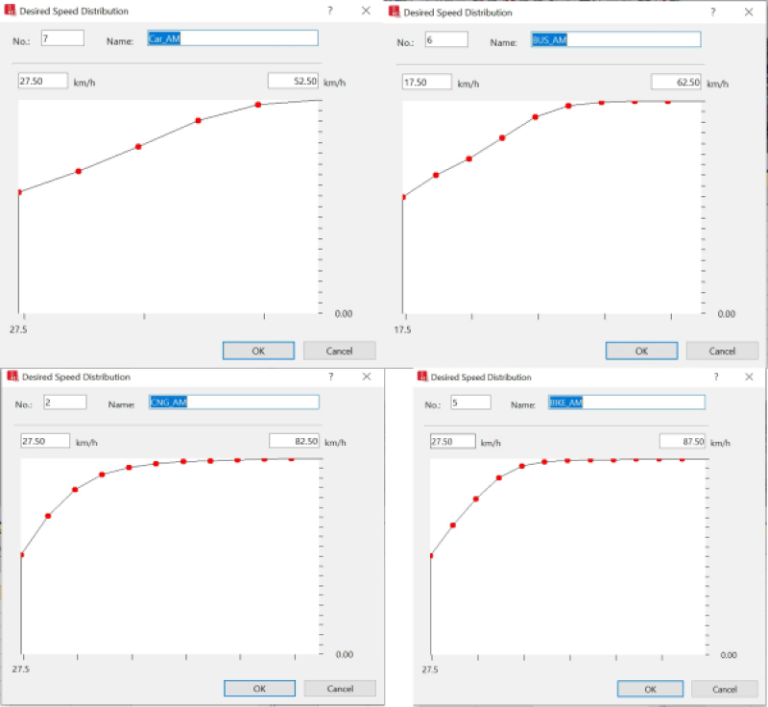 Desired Speed Distribution ?
No.: 7 Name: Car_AM
27.50 km/h 52.50 km/h
0.00
27.5
OK Cancel
Desired Speed Distribution ?
No.: 6 Name: BUS_AM
17.50 km/h 62.50 km/h
0.00
17.5
OK Cancel
Desired Speed Distribution ?
No.: 2 Name: CNG_AM
27.50 km/h 82.50 km/h
0.00
27.5
OK Cancel
Desired Speed Distribution ?
No.: 5 Name: BIKE_AM
27.50 km/h 87.50 km/h
0.00
27.5
OK Cancel